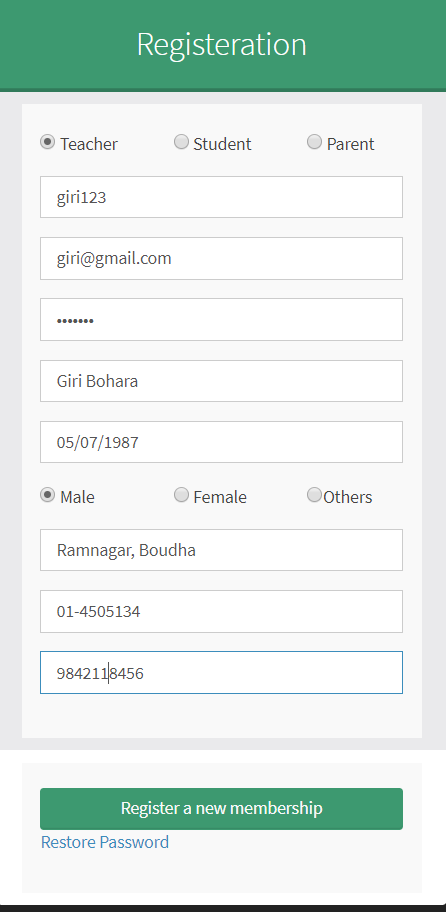 Registeration
Teacher Student Parent
giri123
giri@gmail.com
•••••••
Giri Bohara
05/07/1987
Male Female Others
Ramnagar, Boudha
01-4505134
9842118456
Register a new membership
Restore Password